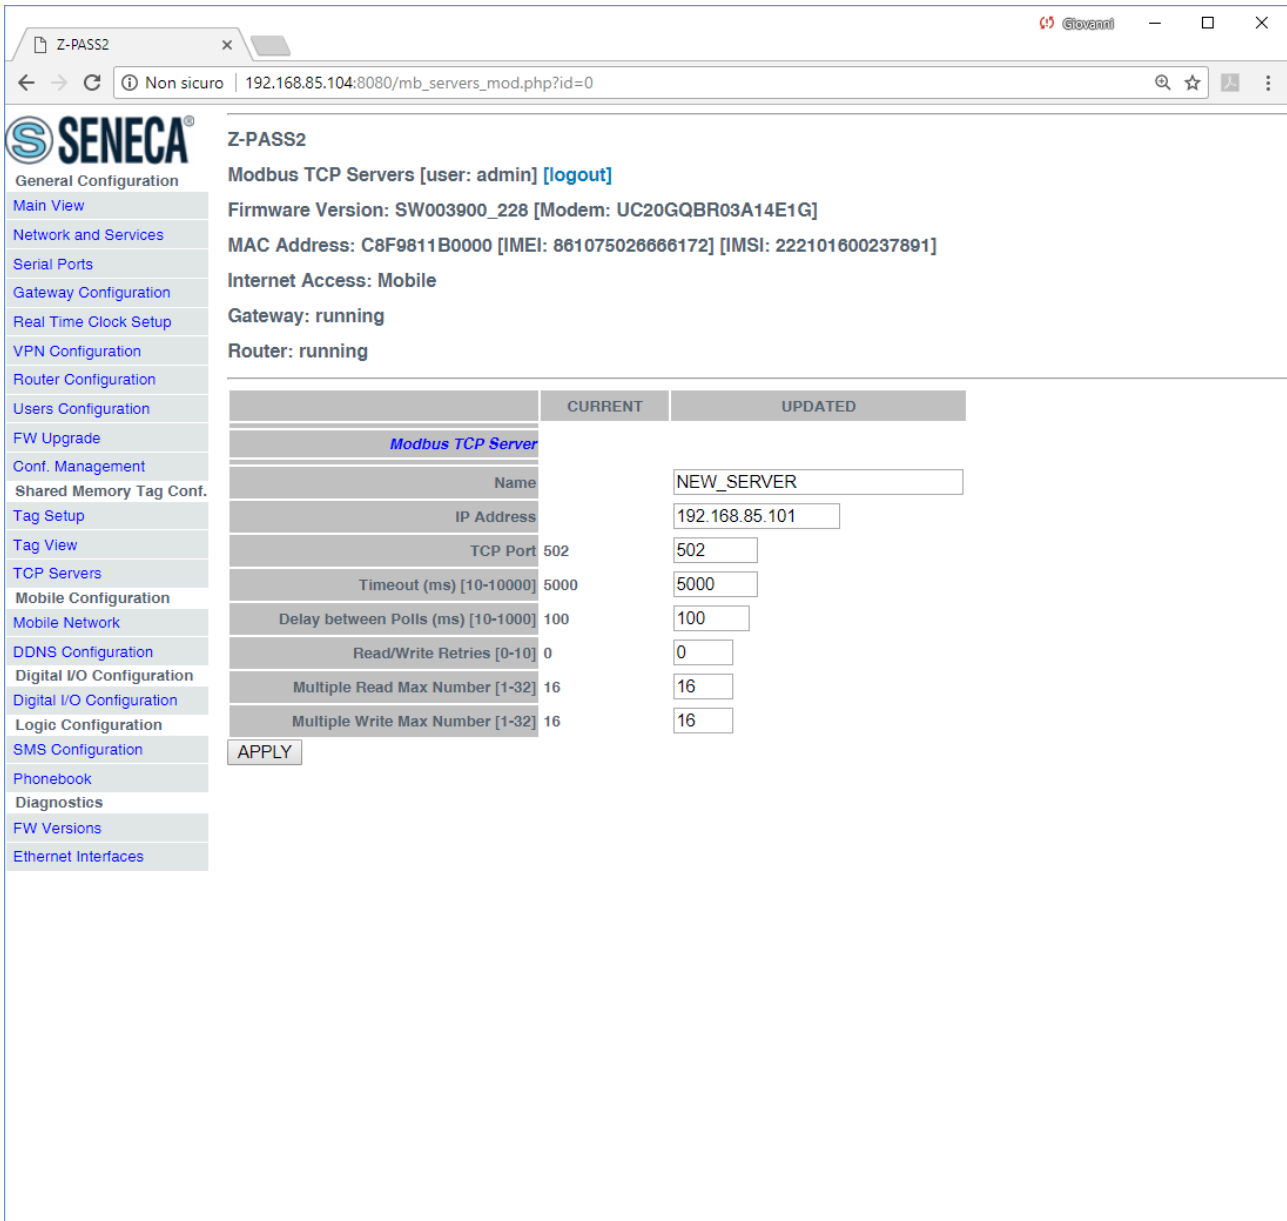 Giovanni
Z-PASS2
Non sicuro 192.168.85.104:8080/mb_servers_mod.php?id=0
SENECA®
General Configuration
Main View
Network and Services
Serial Ports
Gateway Configuration
Real Time Clock Setup
VPN Configuration
Router Configuration
Users Configuration
FW Upgrade
Conf. Management
Shared Memory Tag Conf.
Tag Setup
Tag View
TCP Servers
Mobile Configuration
Mobile Network
DDNS Configuration
Digital I/O Configuration
Digital I/O Configuration
Logic Configuration
SMS Configuration
Phonebook
Diagnostics
FW Versions
Ethernet Interfaces
Z-PASS2
Modbus TCP Servers [user: admin] [logout]
Firmware Version: SW003900_228 [Modem: UC20GQBR03A14E1G]
MAC Address: C8F9811B0000 [IMEI: 861075026666172] [IMSI: 222101600237891]
Internet Access: Mobile
Gateway: running
Router: running
CURRENT UPDATED
Modbus TCP Server
Name NEW_SERVER
IP Address 192.168.85.101
TCP Port 502 502
Timeout (ms) [10-10000] 5000 5000
Delay between Polls (ms) [10-1000] 100 100
Read/Write Retries [0-10] 0 0
Multiple Read Max Number [1-32] 16 16
Multiple Write Max Number [1-32] 16 16
APPLY